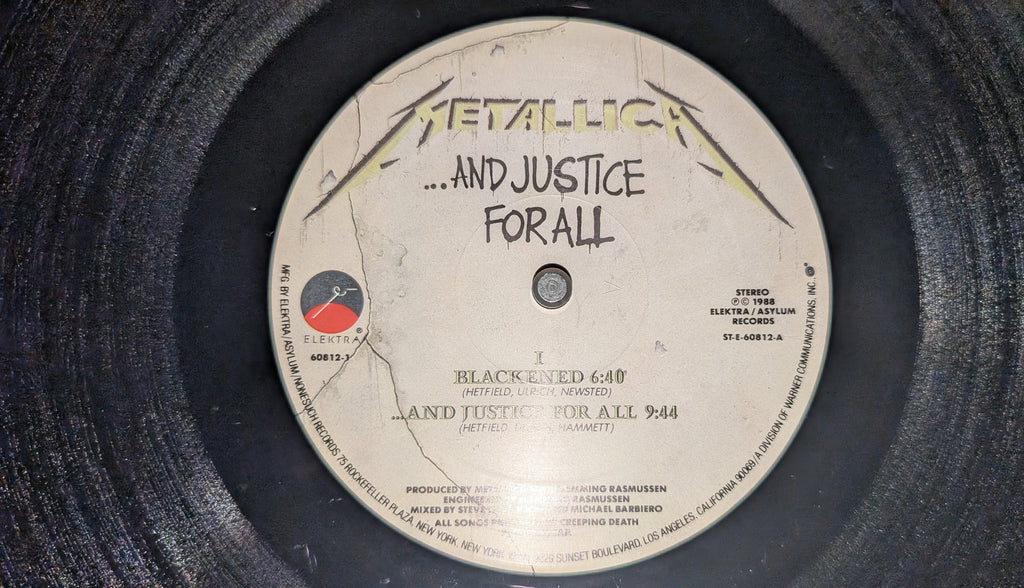 METALLICA
...AND JUSTICE
FOR ALL
ELEKTRA®
60812-1
STEREO
℗ © 1988
ELEKTRA / ASYLUM
RECORDS
ST-E-60812-A
I
BLACKENED 6:40
(HETFIELD, ULRICH, NEWSTED)
...AND JUSTICE FOR ALL 9:44
(HETFIELD, HAMMETT)
PRODUCED BY FLEMMING RASMUSSEN
RASMUSSEN
MIXED BY MICHAEL BARBIERO
ALL SONGS CREEPING DEATH
MFG. BY ELEKTRA/ASYLUM/NONESUCH RECORDS 75 ROCKEFELLER PLAZA, NEW YORK, NEW YORK SUNSET BOULEVARD, LOS ANGELES, CALIFORNIA 90069/A DIVISION OF WARNER COMMUNICATIONS, INC.